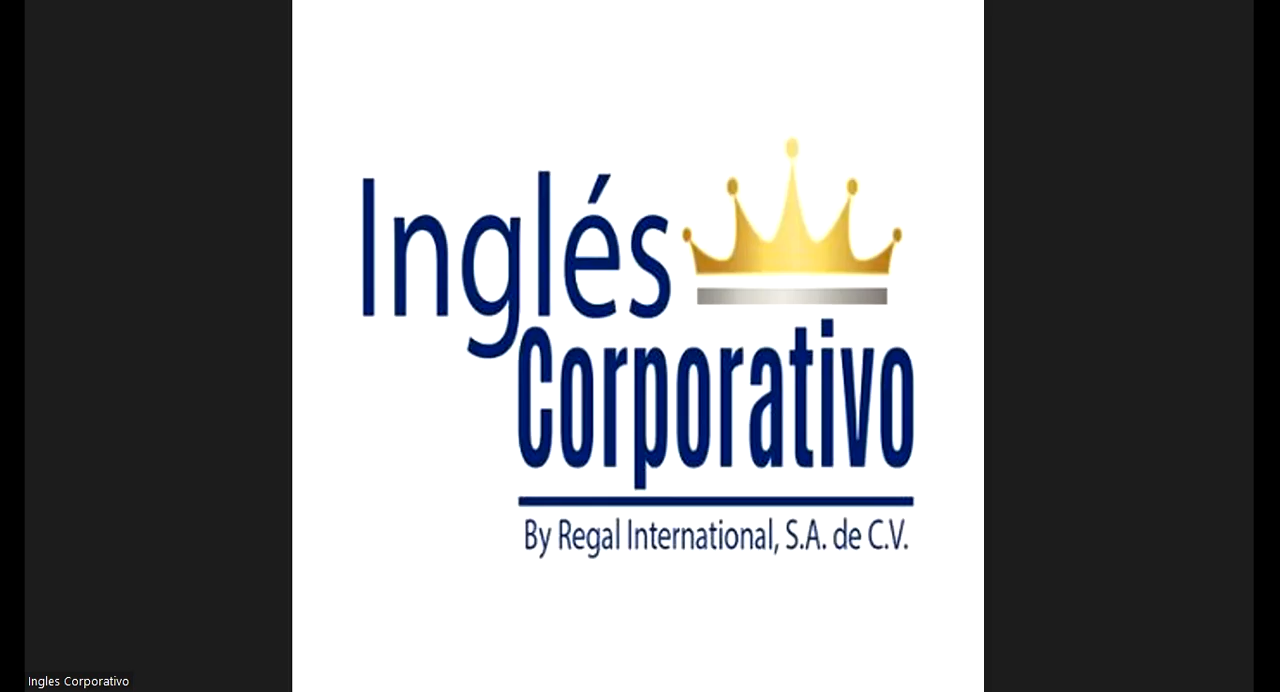 Inglés
Corporativo
By Regal International, S.A. de C.V.
Ingles Corporativo